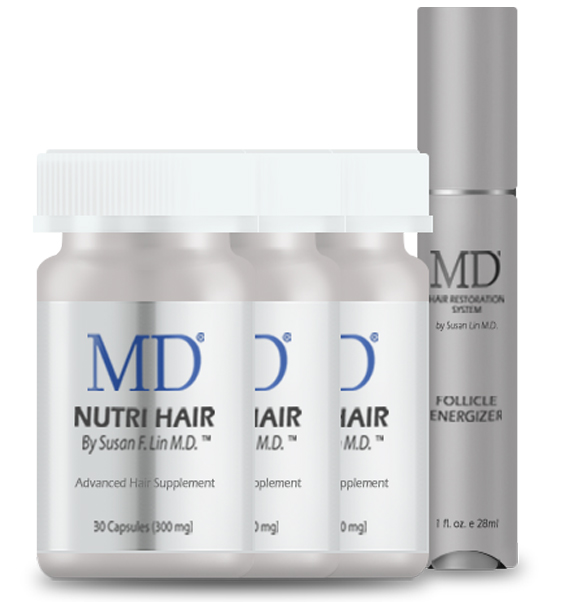 MD®
NUTRI HAIR
By Susan F. Lin M.D. ™
Advanced Hair Supplement
30 Capsules (300 mg)
D®
HAIR
M.D. ™
pplement
0 mg)
D®
HAIR
M.D. ™
pplement
0 mg)
MD®
HAIR RESTORATION
SYSTEM
by Susan Lin M.D.
FOLLICLE
ENERGIZER
1 fl. oz. e 28ml